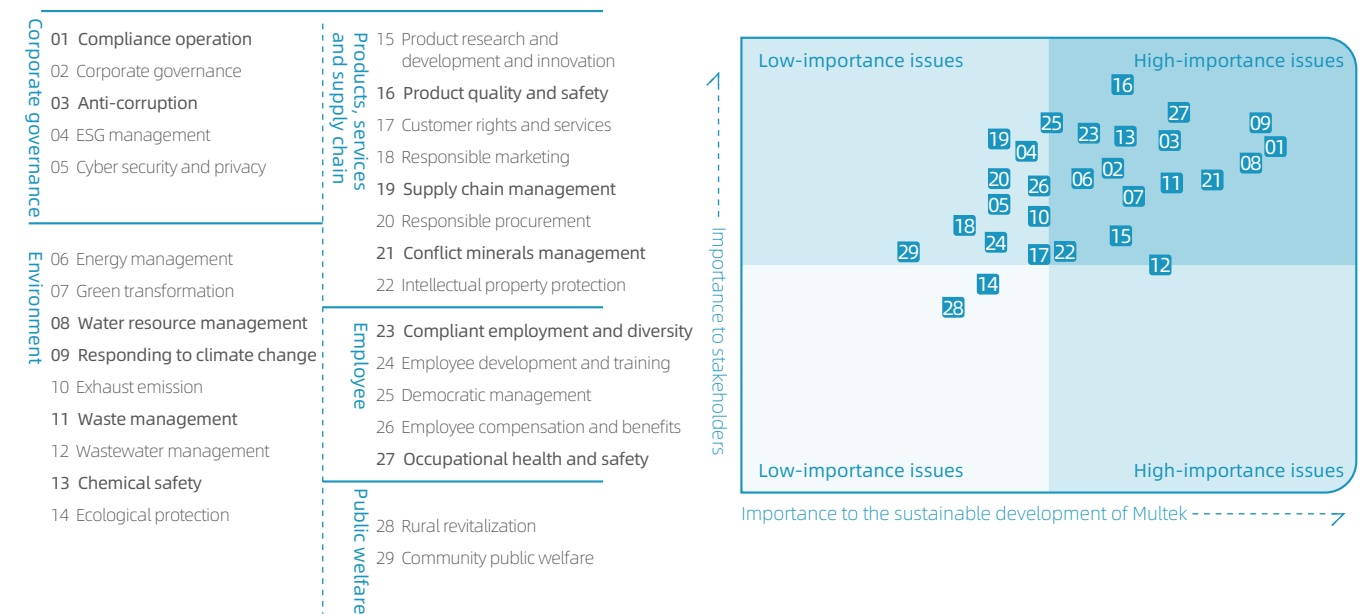 Corporate governance
01 Compliance operation
02 Corporate governance
03 Anti-corruption
04 ESG management
05 Cyber security and privacy
Environment
06 Energy management
07 Green transformation
08 Water resource management
09 Responding to climate change
10 Exhaust emission
11 Waste management
12 Wastewater management
13 Chemical safety
14 Ecological protection
Products, services
and supply chain
15 Product research and
development and innovation
16 Product quality and safety
17 Customer rights and services
18 Responsible marketing
19 Supply chain management
20 Responsible procurement
21 Conflict minerals management
22 Intellectual property protection
Employee
23 Compliant employment and diversity
24 Employee development and training
25 Democratic management
26 Employee compensation and benefits
27 Occupational health and safety
Public welfare
28 Rural revitalization
29 Community public welfare
Importance to stakeholders
Low-importance issues
High-importance issues
16
27
25
09
23
13
19
03
01
04
08
02
20
06
21
11
26
07
05
10
18
15
24
29
22
17
12
14
28
Low-importance issues
High-importance issues
Importance to the sustainable development of Multek